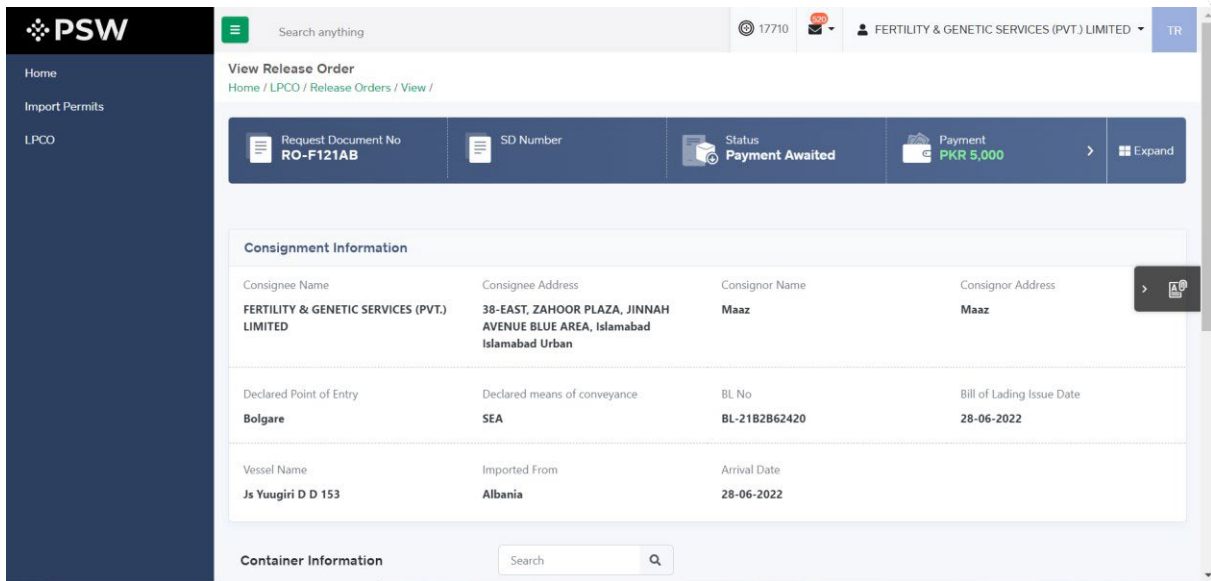 PSW
Search anything
17710
520
FERTILITY & GENETIC SERVICES (PVT.) LIMITED
TR
Home
Import Permits
LPCO
View Release Order
Home / LPCO / Release Orders / View /
Request Document No
RO-F121AB
SD Number
Status
Payment Awaited
Payment
PKR 5,000
Expand
Consignment Information
Consignee Name
FERTILITY & GENETIC SERVICES (PVT.)
LIMITED
Consignee Address
38-EAST, ZAHOOR PLAZA, JINNAH
AVENUE BLUE AREA, Islamabad
Islamabad Urban
Consignor Name
Maaz
Consignor Address
Maaz
Declared Point of Entry
Bolgare
Declared means of conveyance
SEA
BL No
BL-21B2B62420
Bill of Lading Issue Date
28-06-2022
Vessel Name
Js Yuugiri D D 153
Imported From
Albania
Arrival Date
28-06-2022
Container Information
Search